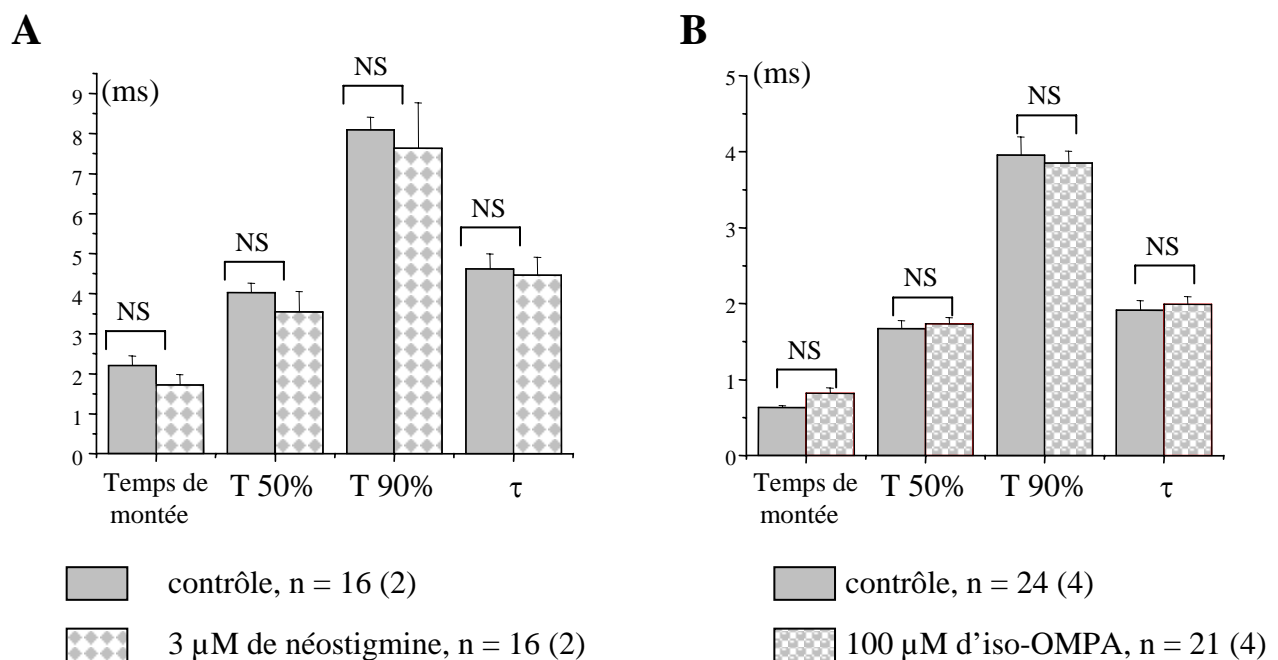 A
(ms)
9
8
7
6
5
4
3
2
1
0
NS
NS
NS
NS
Temps de montée
T 50%
T 90%
τ
contrôle, n = 16 (2)
3 µM de néostigmine, n = 16 (2)
B
(ms)
5
4
3
2
1
0
NS
NS
NS
NS
Temps de montée
T 50%
T 90%
τ
contrôle, n = 24 (4)
100 µM d’iso-OMPA, n = 21 (4)